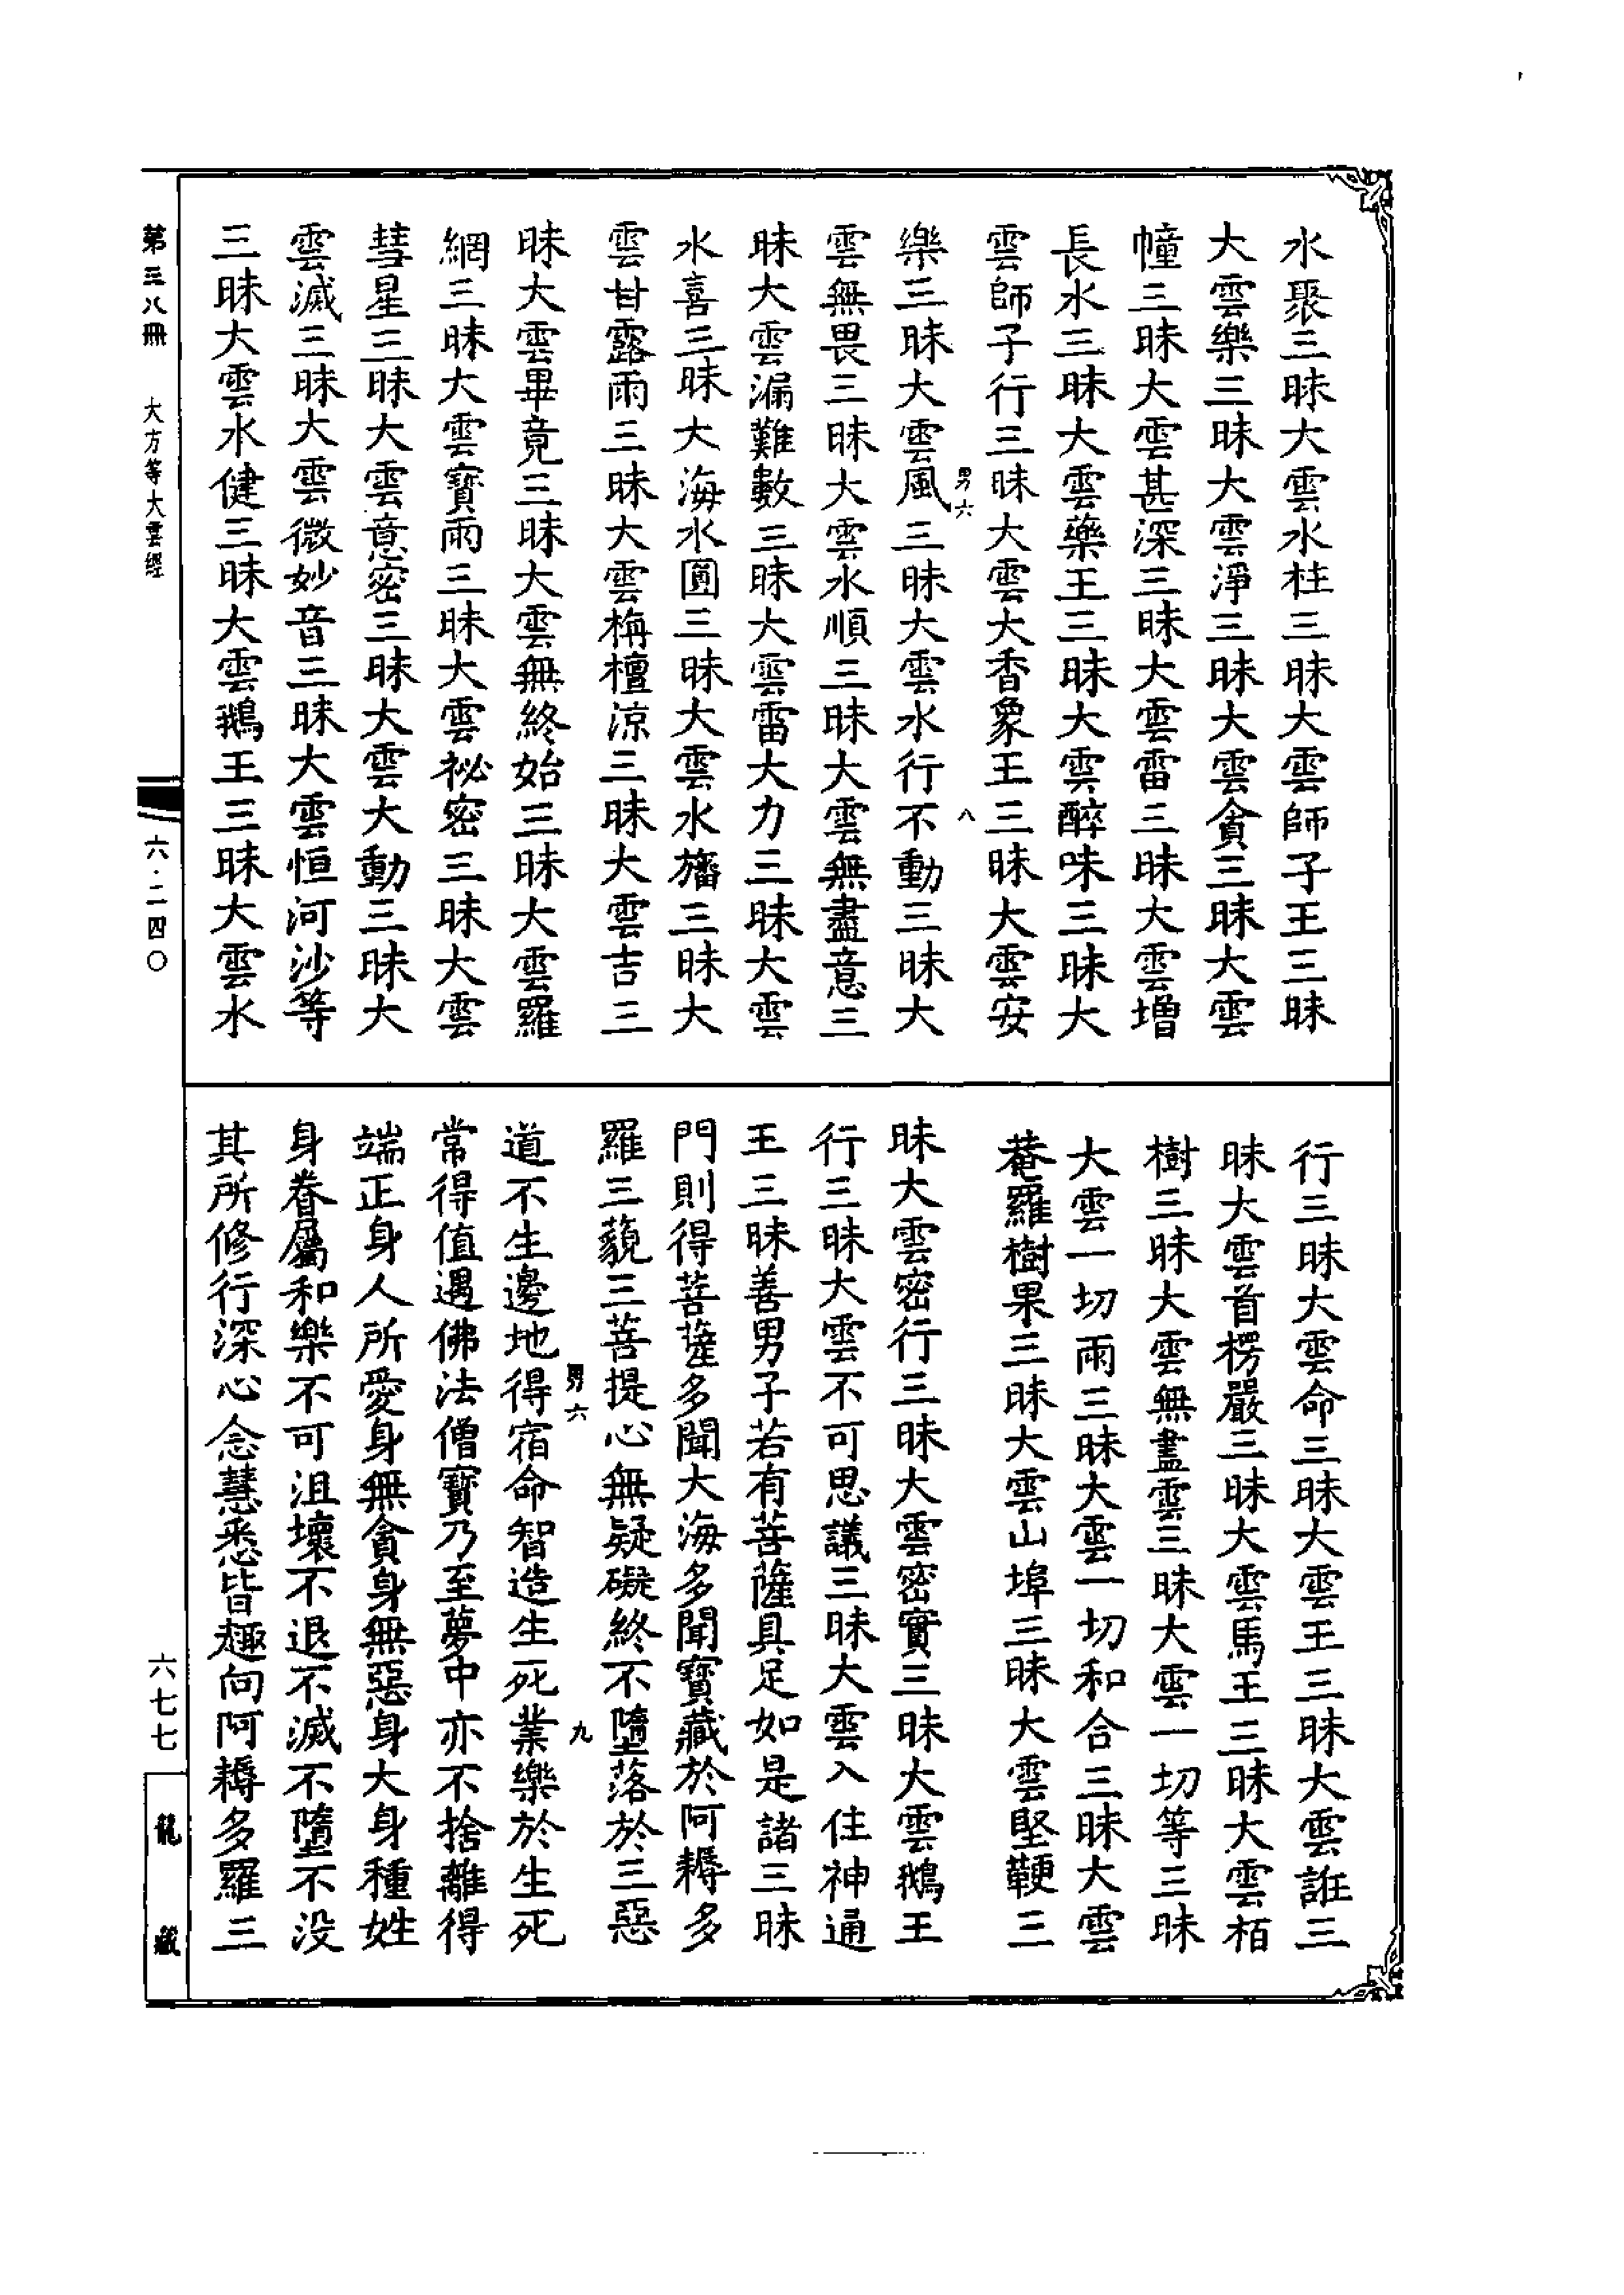 水聚三昧大雲水柱三昧大雲師子王三昧
大雲樂三昧大雲淨三昧大雲貪三昧大雲
幢三昧大雲甚深三昧大雲雷三昧大雲增
長水三昧大雲藥王三昧大雲醉味三昧大
雲師子行三昧大雲大香象王三昧大雲安
樂三昧大雲風三昧大雲水行不動三昧大
雲無畏三昧大雲水順三昧大雲無盡意三
昧大雲漏難數三昧大雲雷大力三昧大雲
水喜三昧大海水圓三昧大雲水旛三昧大
雲甘露雨三昧大雲栴檀涼三昧大雲吉三
昧大雲畢竟三昧大雲無終始三昧大雲羅
網三昧大雲寶雨三昧大雲祕密三昧大雲
彗星三昧大雲意密三昧大雲大動三昧大
雲滅三昧大雲微妙音三昧大雲恒河沙等
三昧大雲水健三昧大雲鵝王三昧大雲水
行三昧大雲命三昧大雲王三昧大雲誑三
昧大雲首楞嚴三昧大雲馬王三昧大雲栢
樹三昧大雲無盡雲三昧大雲一切等三昧
大雲一切雨三昧大雲一切和合三昧大雲
菴羅樹果三昧大雲山埠三昧大雲堅鞕三
昧大雲密行三昧大雲密寶三昧大雲鵝王
行三昧大雲不可思議三昧大雲入住神通
王三昧善男子若有菩薩具足如是諸三昧
門則得菩薩多聞大海多聞寶藏於阿耨多
羅三藐三菩提心無疑礙終不墮落於三惡
道不生邊地得宿命智造生死業樂於生死
常得值遇佛法僧寶乃至夢中亦不捨離得
端正身人所愛身無貪身無惡身大身種姓
身眷屬和樂不可沮壞不退不滅不墮不没
其所修行深心念慧悉皆趣向阿耨多羅三
男六
八
男六
九
第三八冊
大方等大雲經
六·二四〇
六七七
龍藏